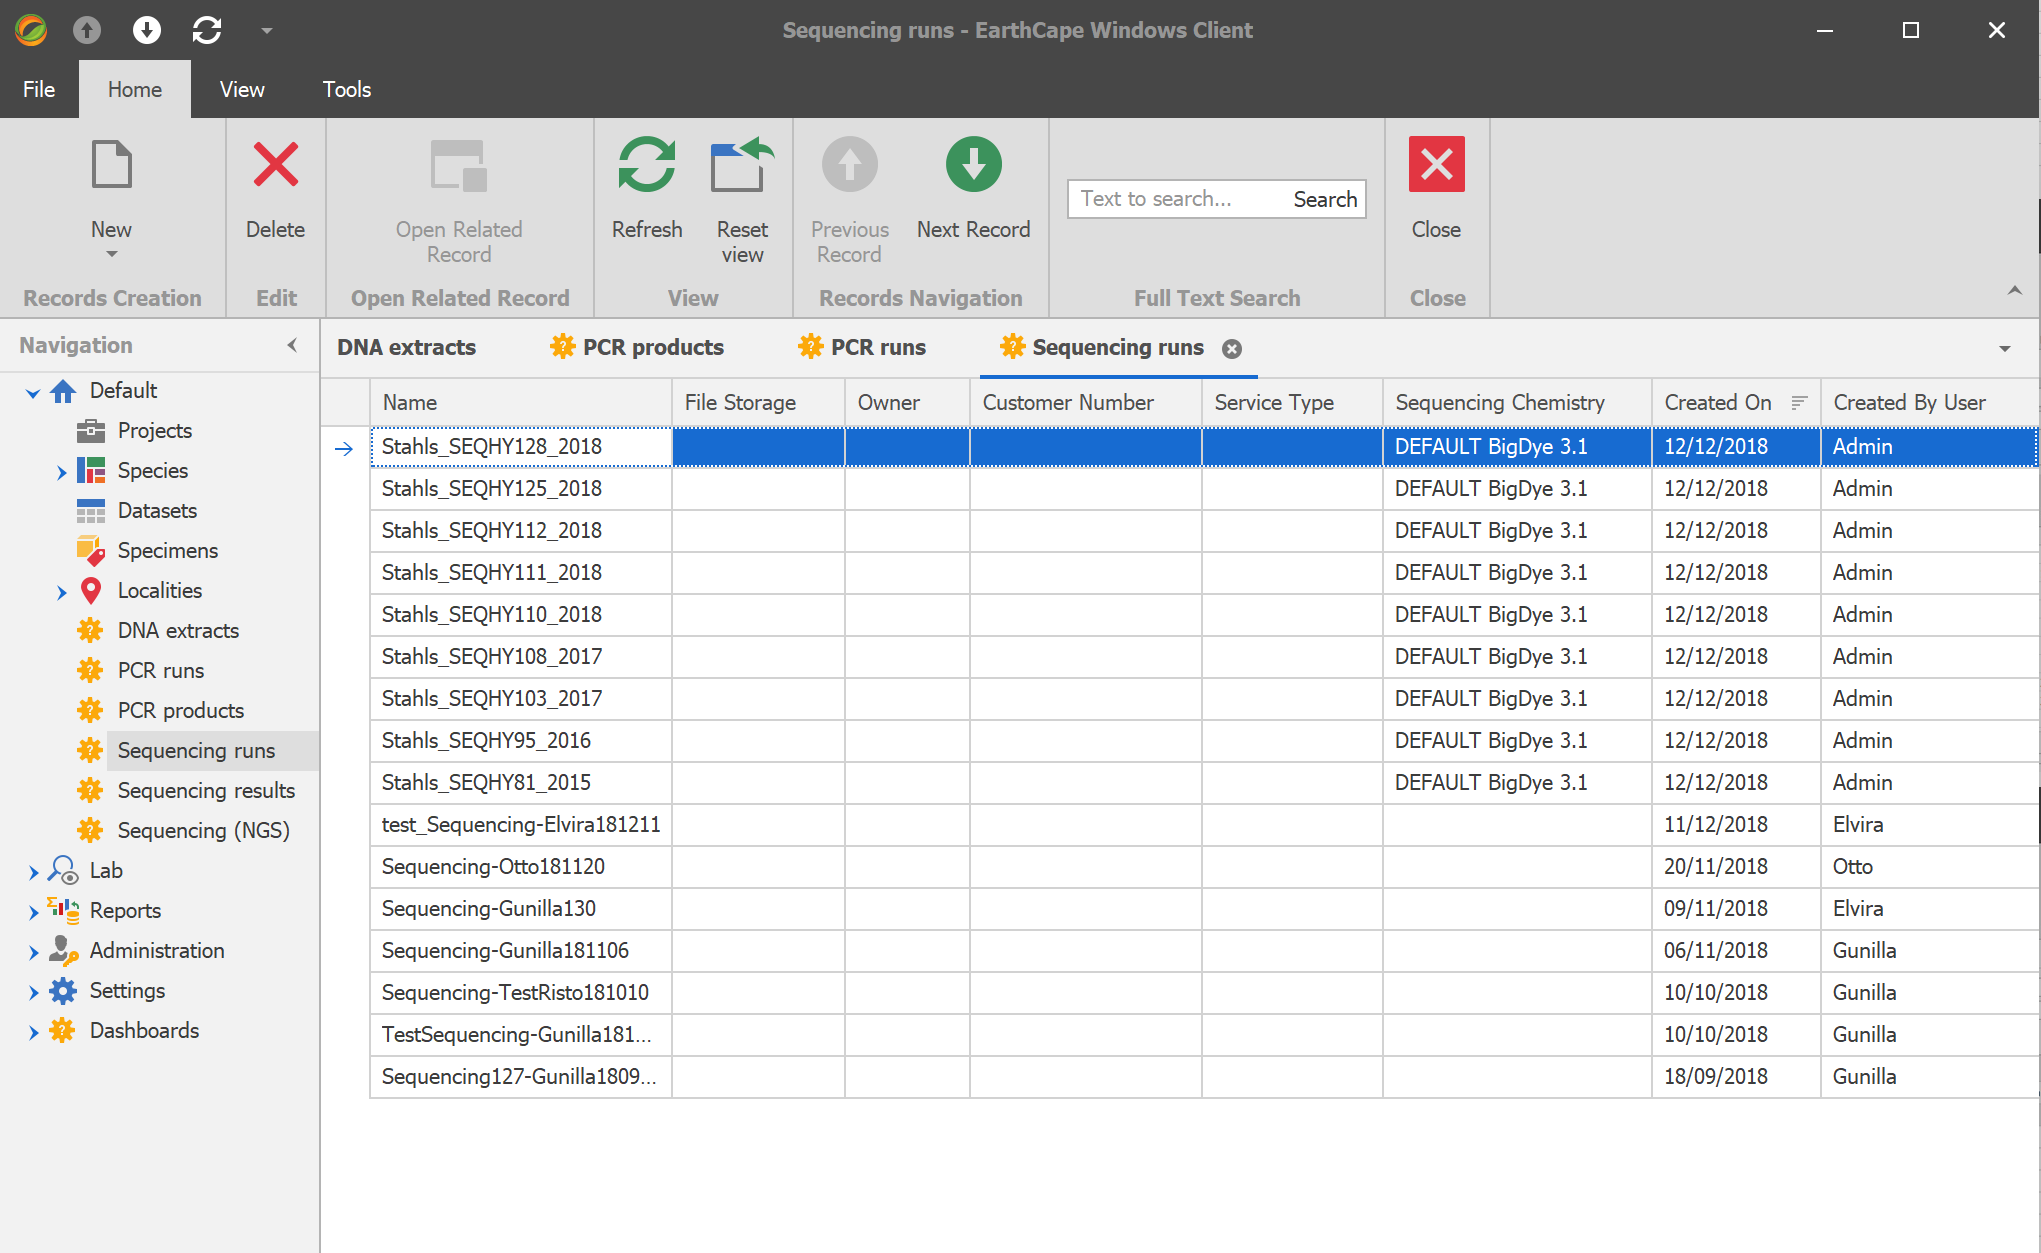 Sequencing runs - EarthCape Windows Client
File Home View Tools
New Delete Open Related Record Refresh Reset view Previous Record Next Record Text to search... Search Close
Records Creation Edit Open Related Record View Records Navigation Full Text Search Close
Navigation
Default
Projects
Species
Datasets
Specimens
Localities
DNA extracts
PCR runs
PCR products
Sequencing runs
Sequencing results
Sequencing (NGS)
Lab
Reports
Administration
Settings
Dashboards
DNA extracts PCR products PCR runs Sequencing runs
Name File Storage Owner Customer Number Service Type Sequencing Chemistry Created On Created By User
Stahls_SEQHY128_2018 DEFAULT BigDye 3.1 12/12/2018 Admin
Stahls_SEQHY125_2018 DEFAULT BigDye 3.1 12/12/2018 Admin
Stahls_SEQHY112_2018 DEFAULT BigDye 3.1 12/12/2018 Admin
Stahls_SEQHY111_2018 DEFAULT BigDye 3.1 12/12/2018 Admin
Stahls_SEQHY110_2018 DEFAULT BigDye 3.1 12/12/2018 Admin
Stahls_SEQHY108_2017 DEFAULT BigDye 3.1 12/12/2018 Admin
Stahls_SEQHY103_2017 DEFAULT BigDye 3.1 12/12/2018 Admin
Stahls_SEQHY95_2016 DEFAULT BigDye 3.1 12/12/2018 Admin
Stahls_SEQHY81_2015 DEFAULT BigDye 3.1 12/12/2018 Admin
test_Sequencing-Elvira181211 11/12/2018 Elvira
Sequencing-Otto181120 20/11/2018 Otto
Sequencing-Gunilla130 09/11/2018 Elvira
Sequencing-Gunilla181106 06/11/2018 Gunilla
Sequencing-TestRisto181010 10/10/2018 Gunilla
TestSequencing-Gunilla181... 10/10/2018 Gunilla
Sequencing127-Gunilla1809... 18/09/2018 Gunilla